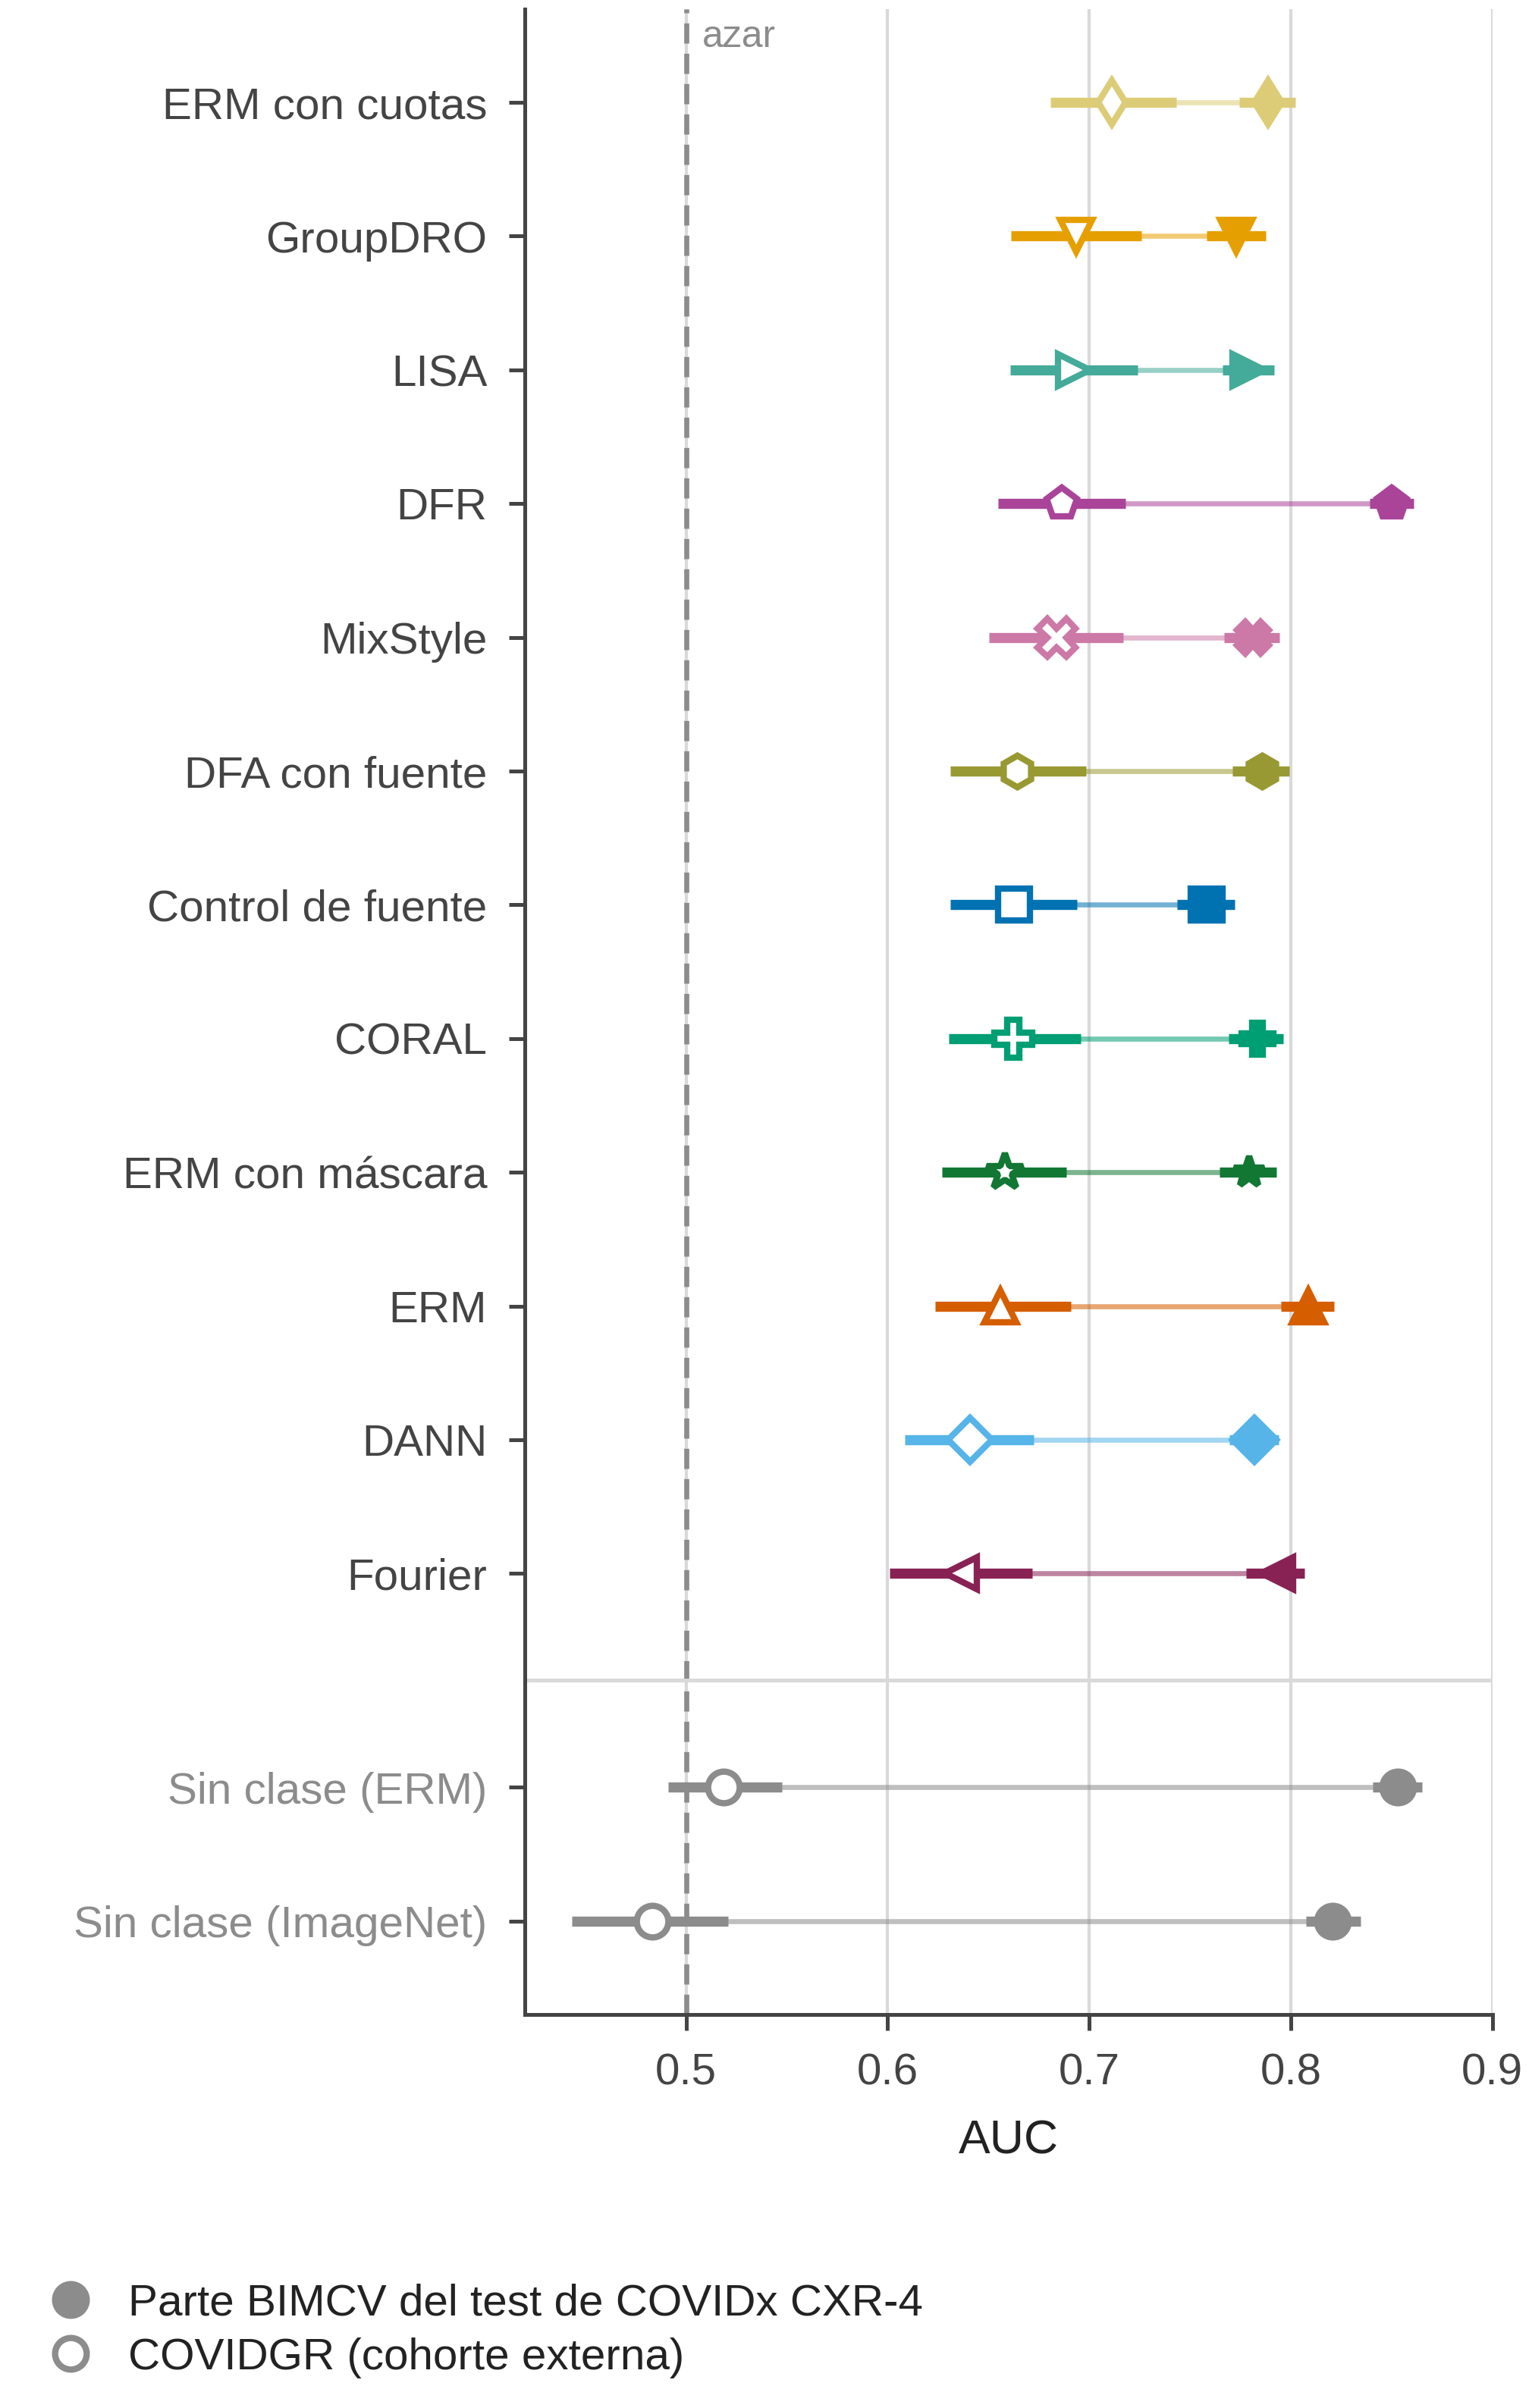 azar
ERM con cuotas
GroupDRO
LISA
DFR
MixStyle
DFA con fuente
Control de fuente
CORAL
ERM con máscara
ERM
DANN
Fourier
Sin clase (ERM)
Sin clase (ImageNet)
0.5 0.6 0.7 0.8 0.9
AUC
Parte BIMCV del test de COVIDx CXR-4
COVIDGR (cohorte externa)